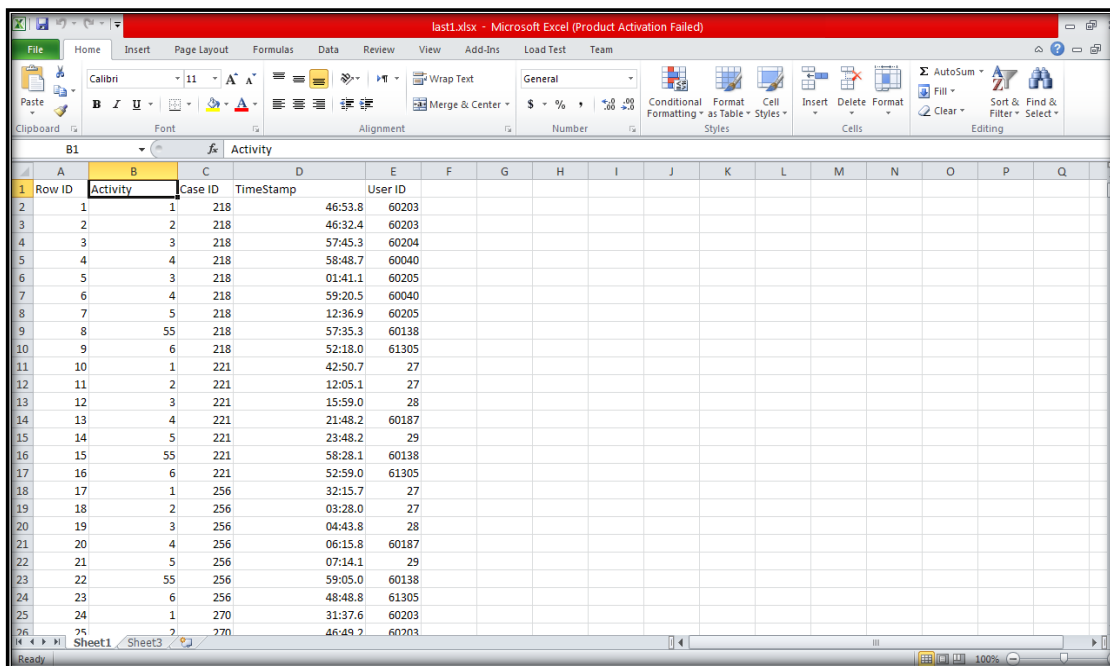 last1.xlsx - Microsoft Excel (Product Activation Failed)
File Home Insert Page Layout Formulas Data Review View Add-Ins Load Test Team
Calibri 11 A A Wrap Text General Σ AutoSum
Paste B I U A Merge & Center $ % , Conditional Formatting Format as Table Cell Styles Insert Delete Format Fill Clear Sort & Filter Find & Select
Clipboard Font Alignment Number Styles Cells Editing
B1 fx Activity
A B C D E F G H I J K L M N O P Q
1 Row ID Activity Case ID TimeStamp User ID
2 1 1 218 46:53.8 60203
3 2 2 218 46:32.4 60203
4 3 3 218 57:45.3 60204
5 4 4 218 58:48.7 60040
6 5 3 218 01:41.1 60205
7 6 4 218 59:20.5 60040
8 7 5 218 12:36.9 60205
9 8 55 218 57:35.3 60138
10 9 6 218 52:18.0 61305
11 10 1 221 42:50.7 27
12 11 2 221 12:05.1 27
13 12 3 221 15:59.0 28
14 13 4 221 21:48.2 60187
15 14 5 221 23:48.2 29
16 15 55 221 58:28.1 60138
17 16 6 221 52:59.0 61305
18 17 1 256 32:15.7 27
19 18 2 256 03:28.0 27
20 19 3 256 04:43.8 28
21 20 4 256 06:15.8 60187
22 21 5 256 07:14.1 29
23 22 55 256 59:05.0 60138
24 23 6 256 48:48.8 61305
25 24 1 270 31:37.6 60203
26 25 2 270 46:49.2 60203
Sheet1 Sheet3
Ready 100%